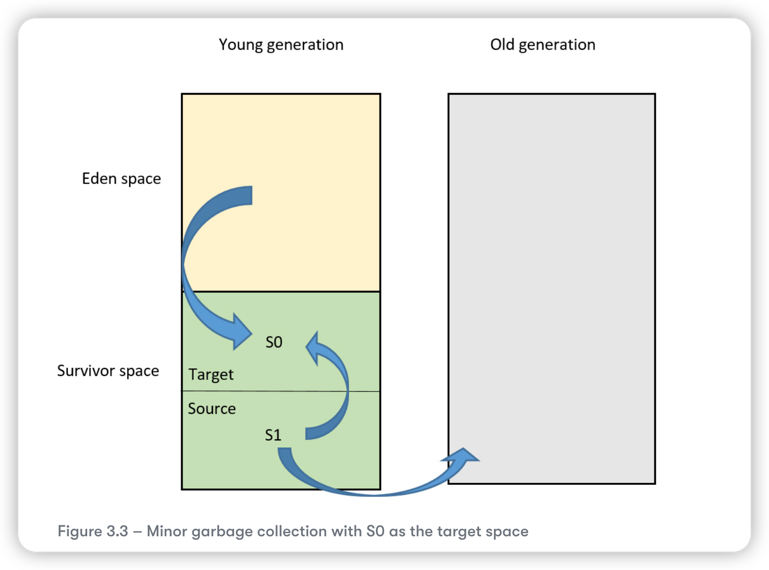 Young generation
Old generation
Eden space
S0
Survivor space
Target
Source
S1
Figure 3.3 – Minor garbage collection with S0 as the target space